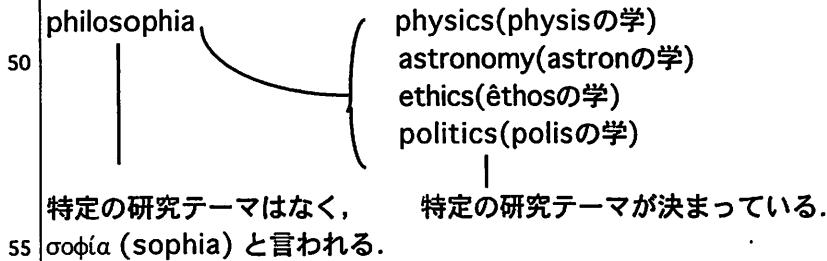 philosophia
physics(physisの学)
50
astronomy(astronの学)
ethics(êthosの学)
politics(polisの学)
特定の研究テーマはなく,
特定の研究テーマが決まっている.
55
σοφία (sophia) と言われる.